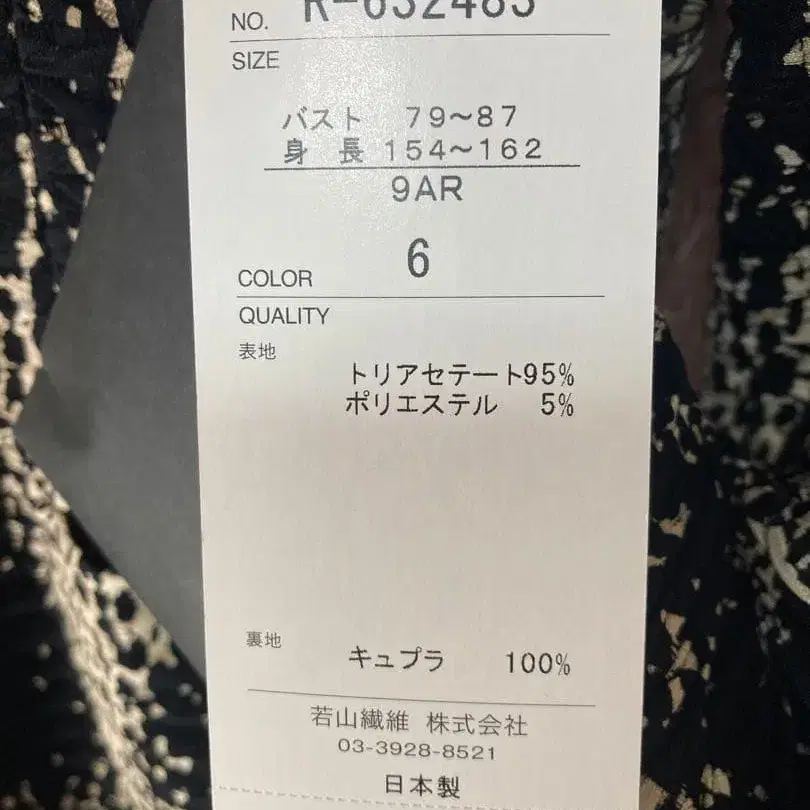 NO. R-632483
SIZE
バスト 79~87
身 長 154~162
9AR
COLOR 6
QUALITY
表地
トリアセテート95%
ポリエステル 5%
裏地
キュプラ 100%
若山繊維 株式会社
03-3928-8521
日本製